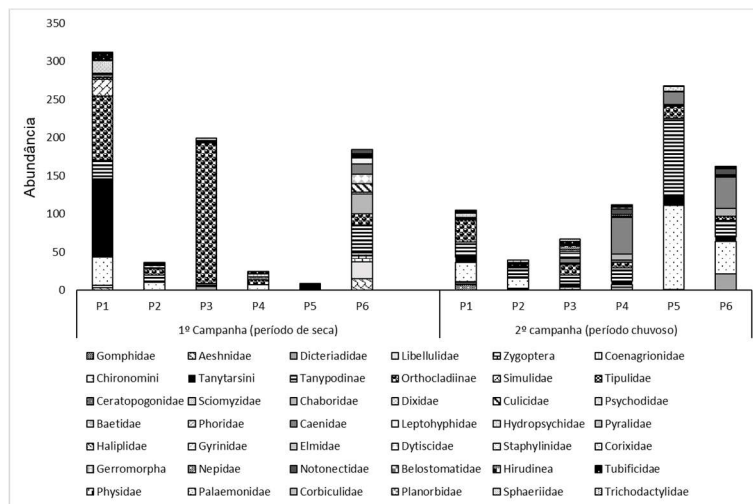 350
300
250
200
150
100
50
0
Abundância
P1 P2 P3 P4 P5 P6 P1 P2 P3 P4 P5 P6
1º Campanha (período de seca) 2º campanha (período chuvoso)
Gomphidae Aeshnidae Dicteriadidae Libellulidae Zygoptera Coenagrionidae
Chironomini Tanytarsini Tanypodinae Orthocladiinae Simulidae Tipulidae
Ceratopogonidae Sciomyzidae Chaboridae Dixidae Culicidae Psychodidae
Baetidae Phoridae Caenidae Leptohyphidae Hydropsychidae Pyralidae
Haliplidae Gyrinidae Elmidae Dytiscidae Staphylinidae Corixidae
Gerromorpha Nepidae Notonectidae Belostomatidae Hirudinea Tubificidae
Physidae Palaemonidae Corbiculidae Planorbidae Sphaeriidae Trichodactylidae